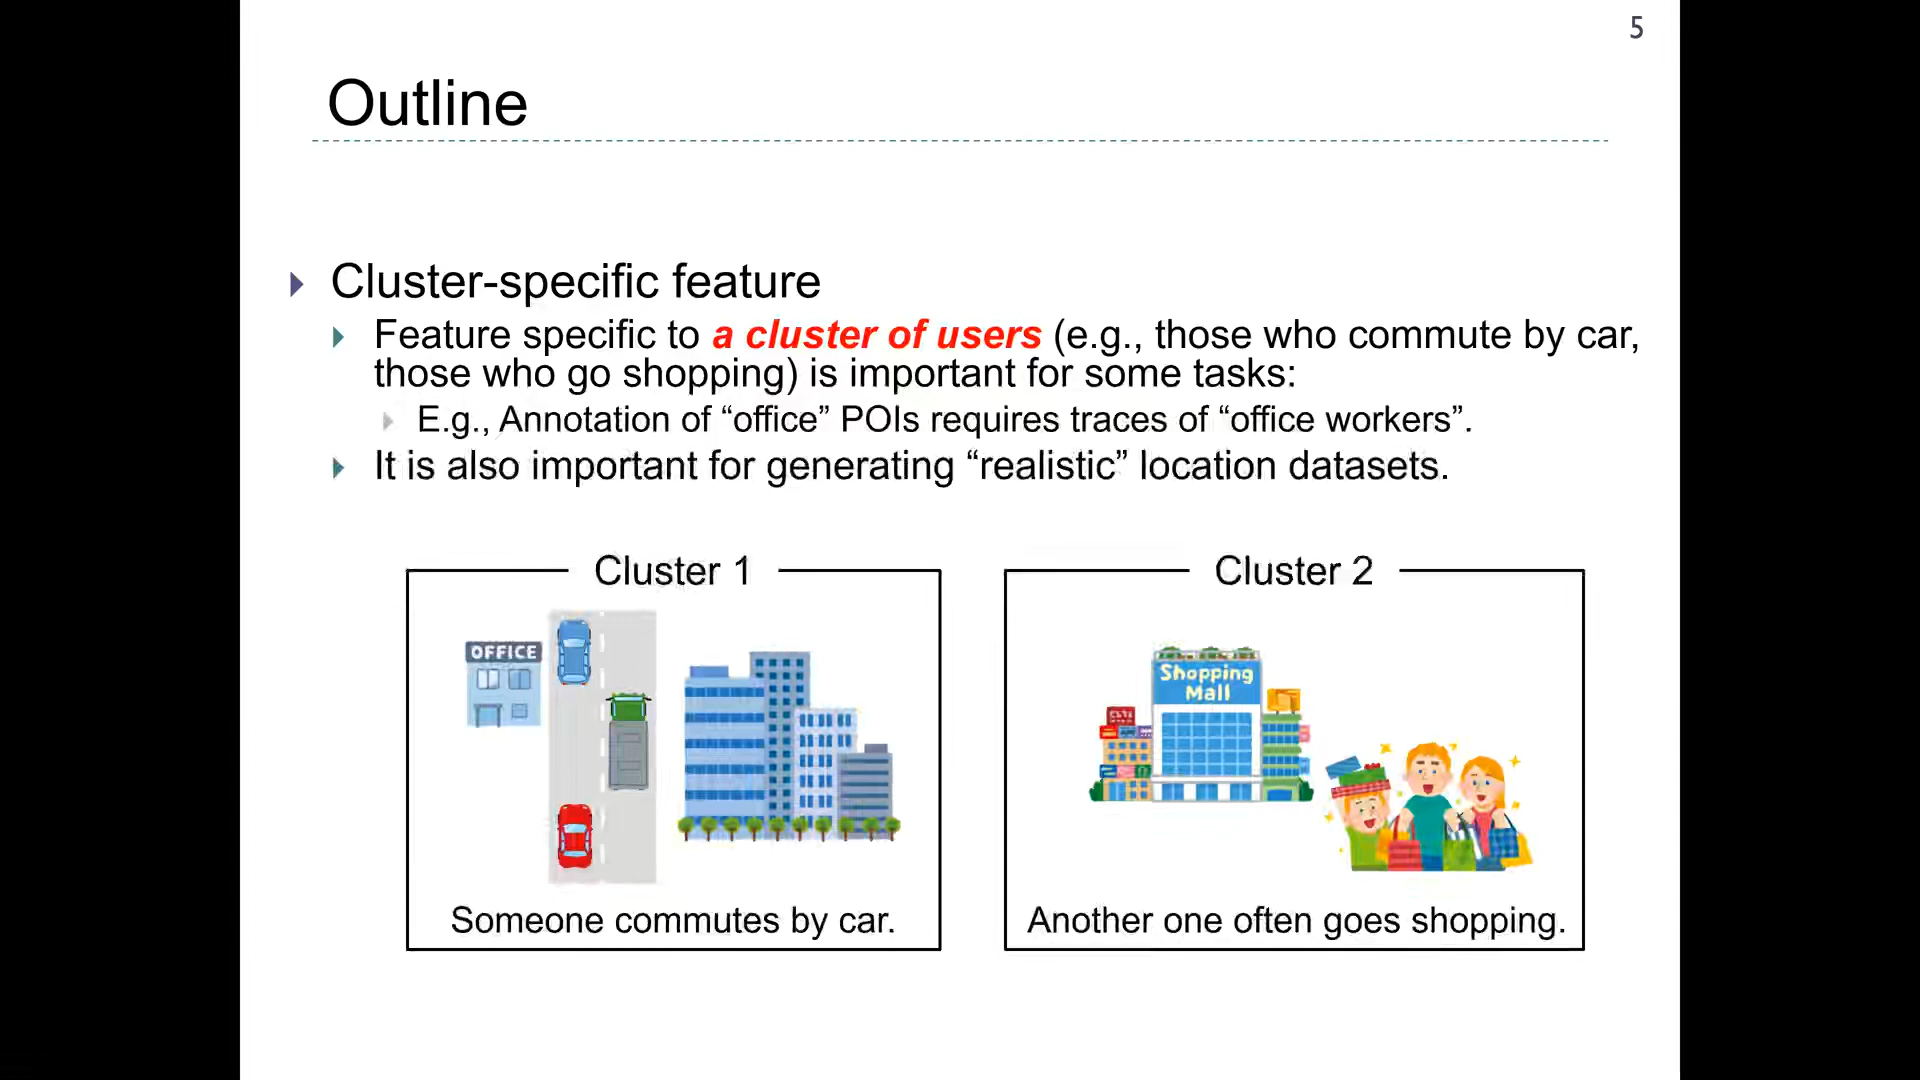 5
Outline
Cluster-specific feature
Feature specific to a cluster of users (e.g., those who commute by car,
those who go shopping) is important for some tasks:
E.g., Annotation of “office” POIs requires traces of “office workers”.
It is also important for generating “realistic” location datasets.
Cluster 1
Cluster 2
OFFICE
Shopping
Mall
Someone commutes by car.
Another one often goes shopping.